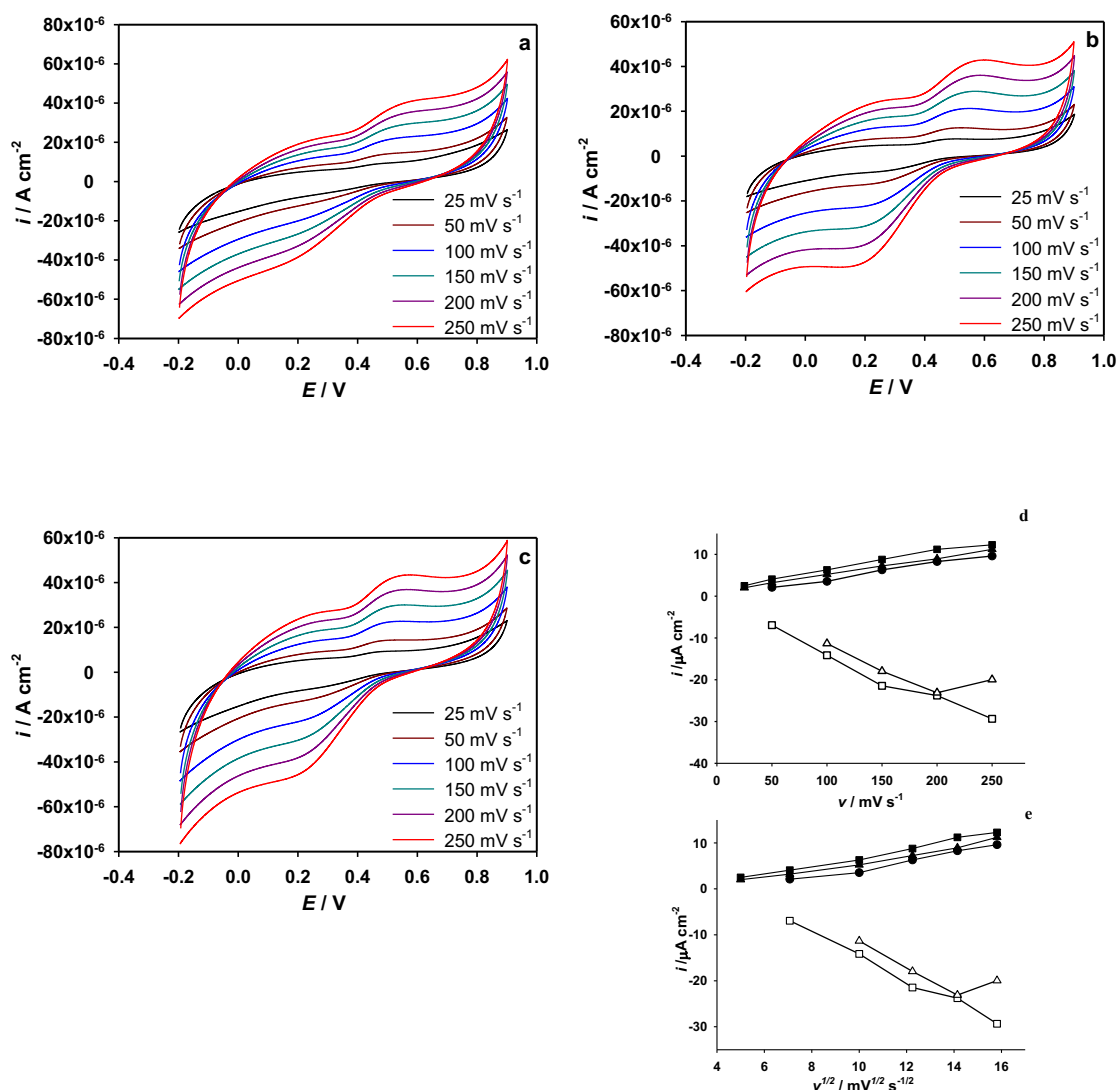 a
80x10-6
60x10-6
40x10-6
20x10-6
0
-20x10-6
-40x10-6
-60x10-6
-80x10-6
i / A cm-2
-0.4 -0.2 0.0 0.2 0.4 0.6 0.8 1.0
E / V
25 mV s-1
50 mV s-1
100 mV s-1
150 mV s-1
200 mV s-1
250 mV s-1
b
60x10-6
40x10-6
20x10-6
0
-20x10-6
-40x10-6
-60x10-6
-80x10-6
i / A cm-2
-0.4 -0.2 0.0 0.2 0.4 0.6 0.8 1.0
E / V
25 mV s-1
50 mV s-1
100 mV s-1
150 mV s-1
200 mV s-1
250 mV s-1
c
60x10-6
40x10-6
20x10-6
0
-20x10-6
-40x10-6
-60x10-6
-80x10-6
i / A cm-2
-0.4 -0.2 0.0 0.2 0.4 0.6 0.8 1.0
E / V
25 mV s-1
50 mV s-1
100 mV s-1
150 mV s-1
200 mV s-1
250 mV s-1
d
10
0
-10
-20
-30
-40
i /μA cm-2
0 50 100 150 200 250
v / mV s-1
e
10
0
-10
-20
-30
i /μA cm-2
4 6 8 10 12 14 16
v1/2 / mV1/2 s-1/2